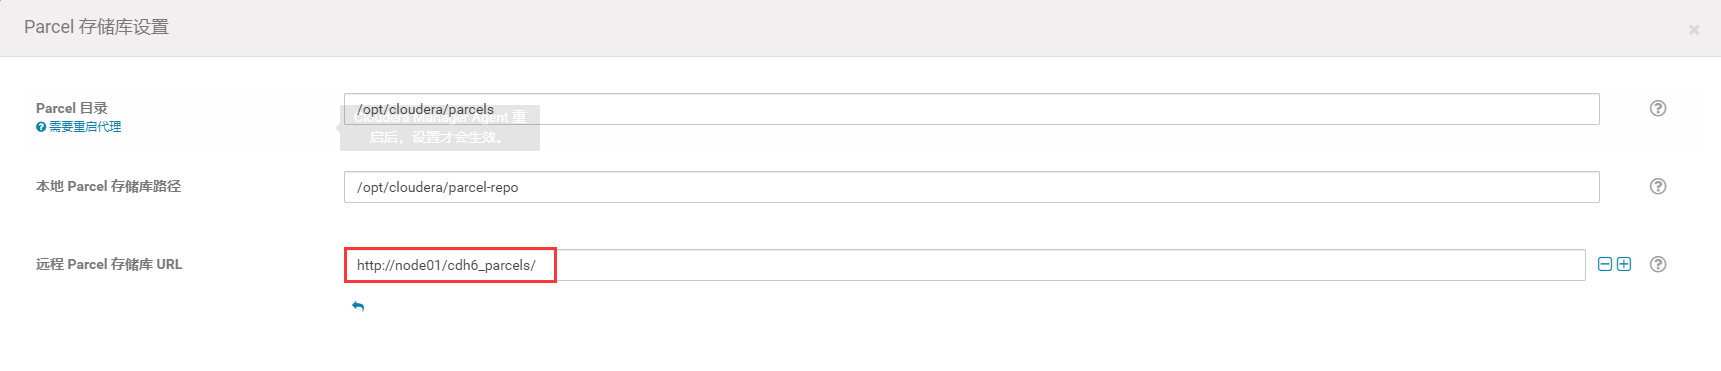 Parcel 存储库设置
Parcel 目录
/opt/cloudera/parcels
需要重启代理
Cloudera Manager Agent 重
启后，设置才会生效。
本地 Parcel 存储库路径
/opt/cloudera/parcel-repo
远程 Parcel 存储库 URL
http://node01/cdh6_parcels/